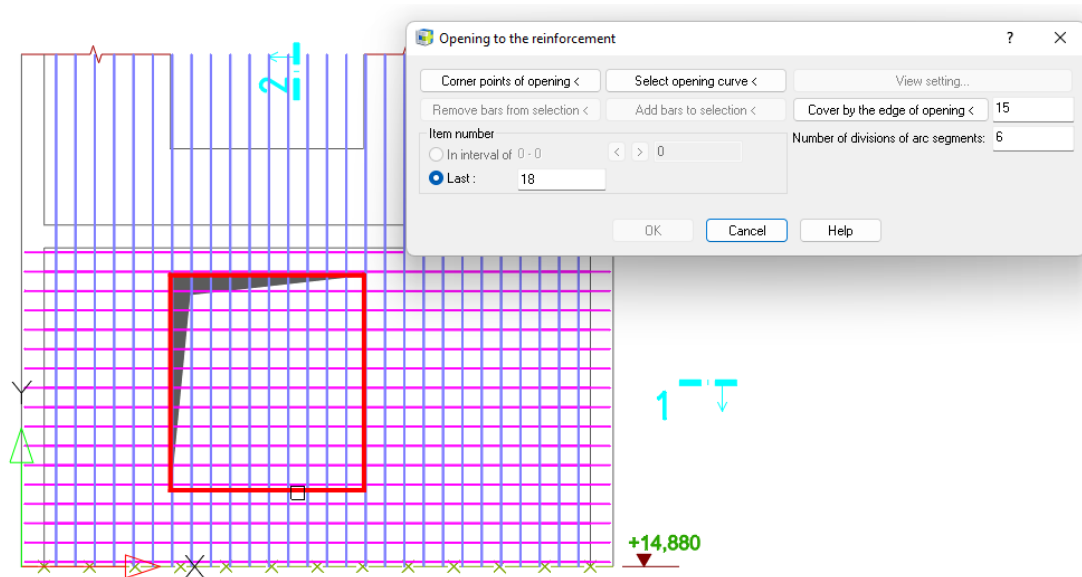 Opening to the reinforcement
Corner points of opening <
Select opening curve <
View setting...
Remove bars from selection <
Add bars to selection <
Cover by the edge of opening <
15
Item number
In interval of 0 - 0
< > 0
Number of divisions of arc segments:
6
Last :
18
OK
Cancel
Help
2
1
Y
X
+14,880